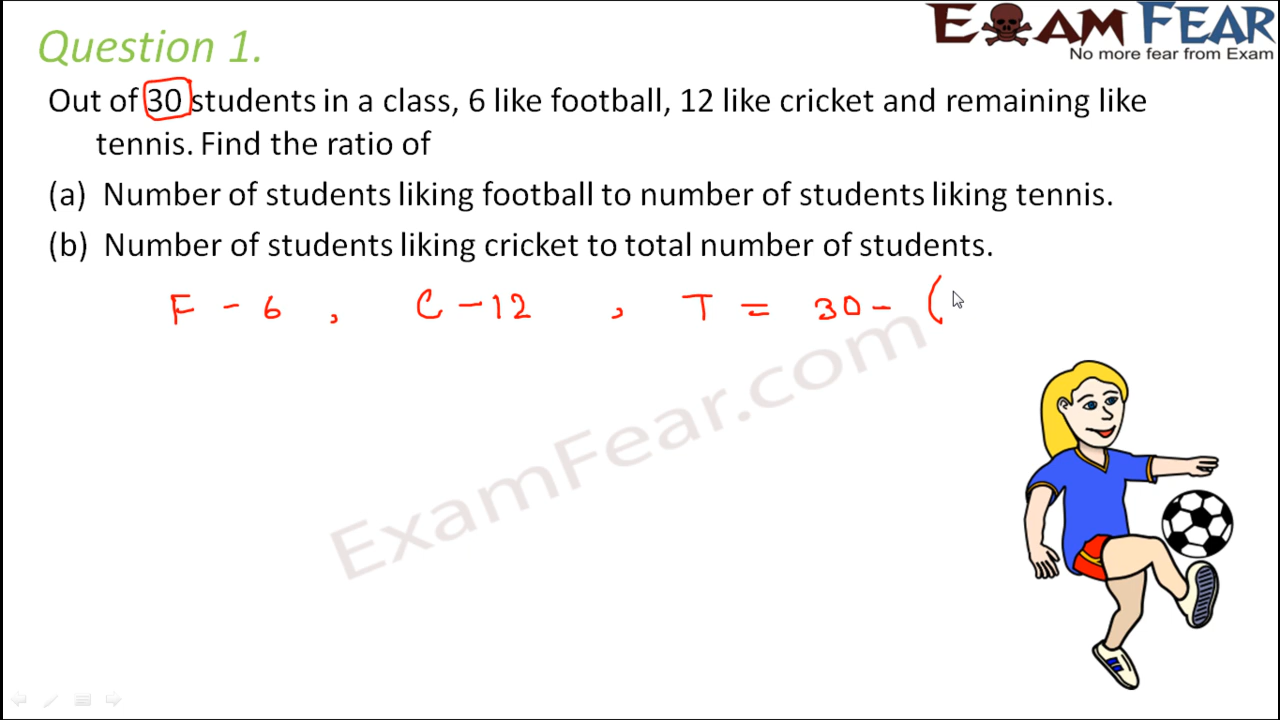 Question 1.
EXAM FEAR
No more fear from Exam
Out of 30 students in a class, 6 like football, 12 like cricket and remaining like
tennis. Find the ratio of
(a) Number of students liking football to number of students liking tennis.
(b) Number of students liking cricket to total number of students.
F - 6 , C - 12 , T = 30 - (
ExamFear.com